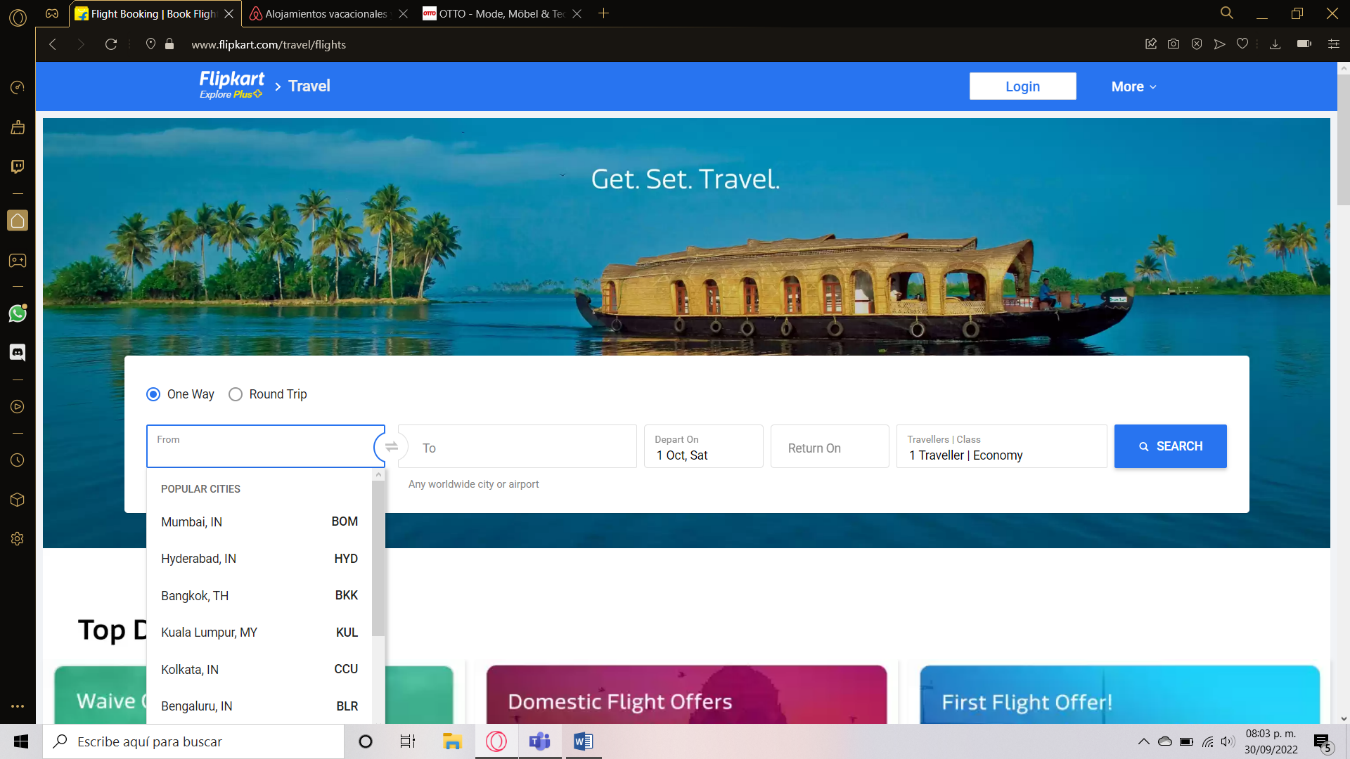 Flight Booking | Book Fligh
Alojamientos vacacionales
OTTO - Mode, Möbel & Tec
www.flipkart.com/travel/flights
Flipkart
Explore Plus
Travel
Login
More
Get. Set. Travel.
One Way
Round Trip
From
To
Depart On
1 Oct, Sat
Return On
Travellers | Class
1 Traveller | Economy
SEARCH
Any worldwide city or airport
POPULAR CITIES
Mumbai, IN BOM
Hyderabad, IN HYD
Bangkok, TH BKK
Kuala Lumpur, MY KUL
Kolkata, IN CCU
Bengaluru, IN BLR
Top D
Waive
Domestic Flight Offers
First Flight Offer!
Escribe aquí para buscar
08:03 p. m.
30/09/2022
5